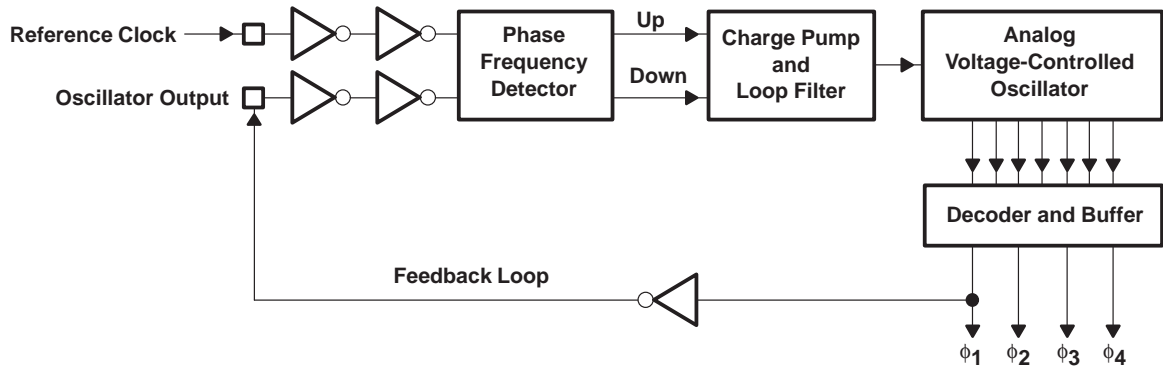 Reference Clock
Oscillator Output
Phase
Frequency
Detector
Up
Down
Charge Pump
and
Loop Filter
Analog
Voltage-Controlled
Oscillator
Decoder and Buffer
Feedback Loop
ϕ1 ϕ2 ϕ3 ϕ4